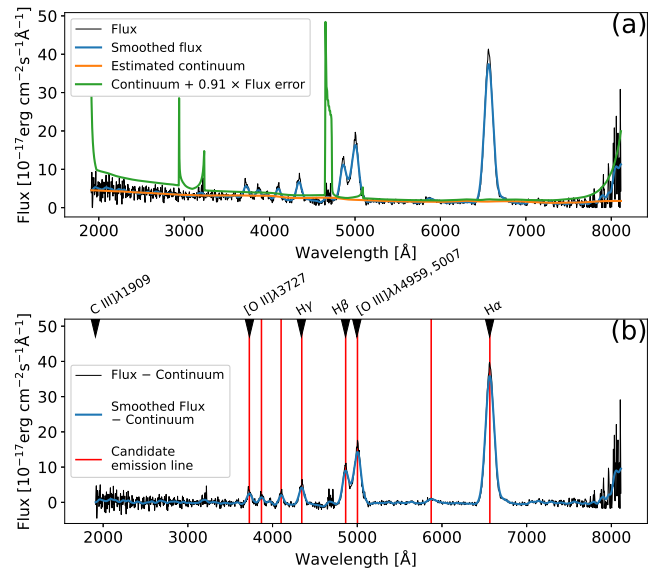 (a)
Flux
Smoothed flux
Estimated continuum
Continuum + 0.91 × Flux error
50
40
30
20
10
0
Flux [10⁻¹⁷erg cm⁻²s⁻¹Å⁻¹]
2000 3000 4000 5000 6000 7000 8000
Wavelength [Å]
C III]λ1909
[O II]λ3727
Hγ
Hβ
[O III]λλ4959, 5007
Hα
(b)
Flux − Continuum
Smoothed Flux
− Continuum
Candidate
emission line
50
40
30
20
10
0
Flux [10⁻¹⁷erg cm⁻²s⁻¹Å⁻¹]
2000 3000 4000 5000 6000 7000 8000
Wavelength [Å]